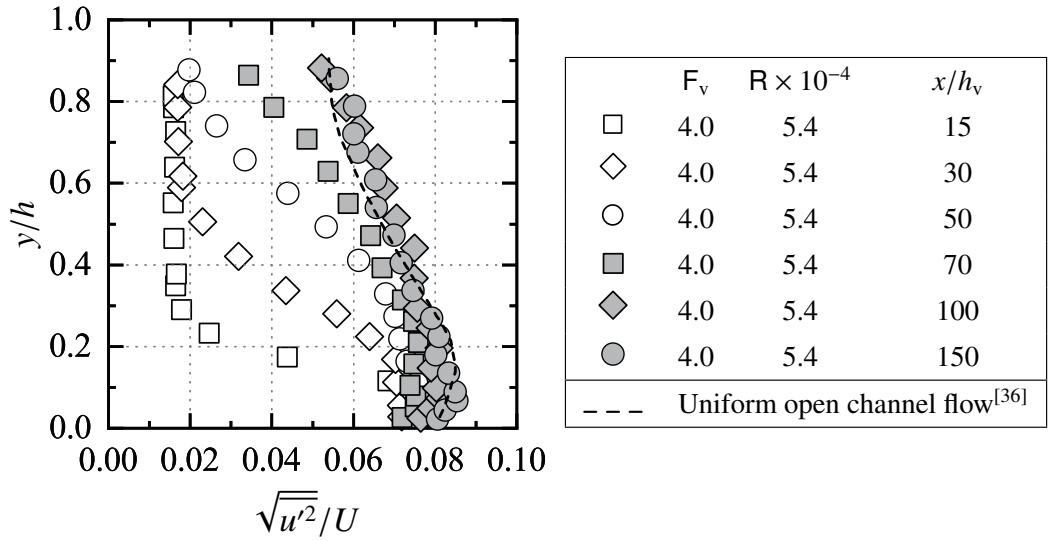 1.0
0.8
0.6
0.4
0.2
0.0
y/h
0.00 0.02 0.04 0.06 0.08 0.10
√u′²/U
Fv R × 10⁻⁴ x/hv
4.0 5.4 15
4.0 5.4 30
4.0 5.4 50
4.0 5.4 70
4.0 5.4 100
4.0 5.4 150
Uniform open channel flow[36]